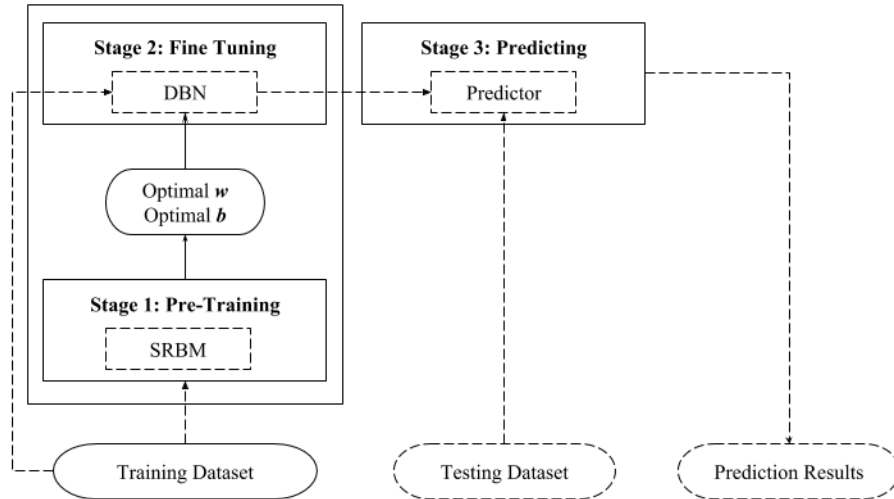 Stage 2: Fine Tuning
DBN
Stage 3: Predicting
Predictor
Optimal w
Optimal b
Stage 1: Pre-Training
SRBM
Training Dataset
Testing Dataset
Prediction Results